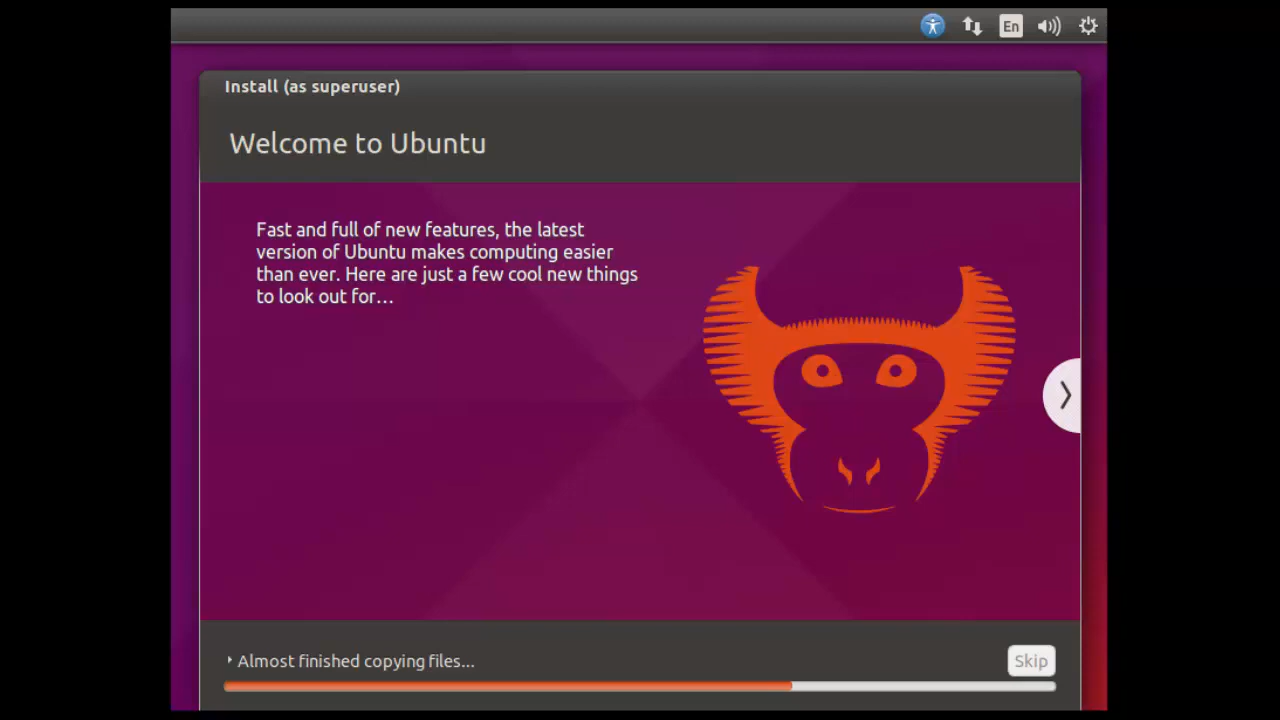 En
Install (as superuser)
Welcome to Ubuntu
Fast and full of new features, the latest
version of Ubuntu makes computing easier
than ever. Here are just a few cool new things
to look out for...
Almost finished copying files...
Skip